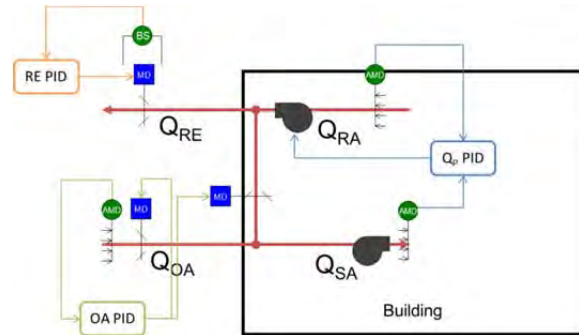 BS
RE PID
MD
AMD
Q_RE
Q_RA
Q_P PID
AMD
MD
MD
AMD
Q_OA
Q_SA
OA PID
Building